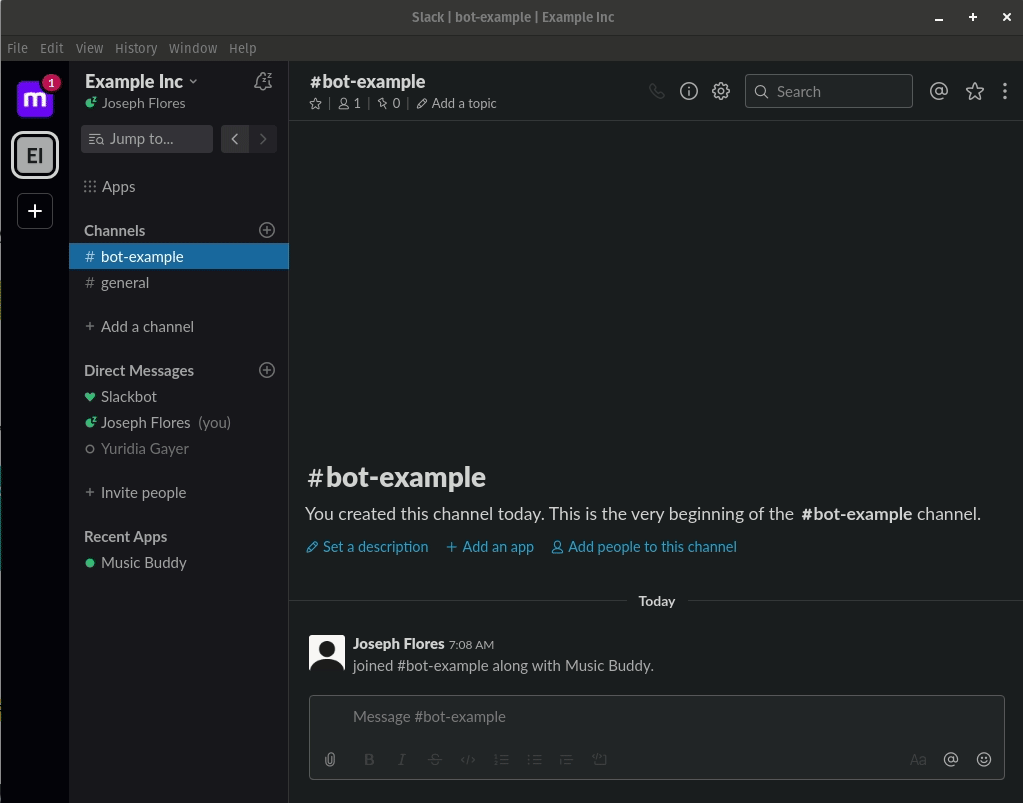 Slack | bot-example | Example Inc
File Edit View History Window Help
m 1
EI
Example Inc
Joseph Flores
Jump to...
Apps
Channels
# bot-example
# general
+ Add a channel
Direct Messages
Slackbot
Joseph Flores (you)
Yuridia Gayer
+ Invite people
Recent Apps
Music Buddy
#bot-example
1 | 0 | Add a topic
Search
#bot-example
You created this channel today. This is the very beginning of the #bot-example channel.
Set a description + Add an app Add people to this channel
Today
Joseph Flores 7:08 AM
joined #bot-example along with Music Buddy.
Message #bot-example
B I S Aa @